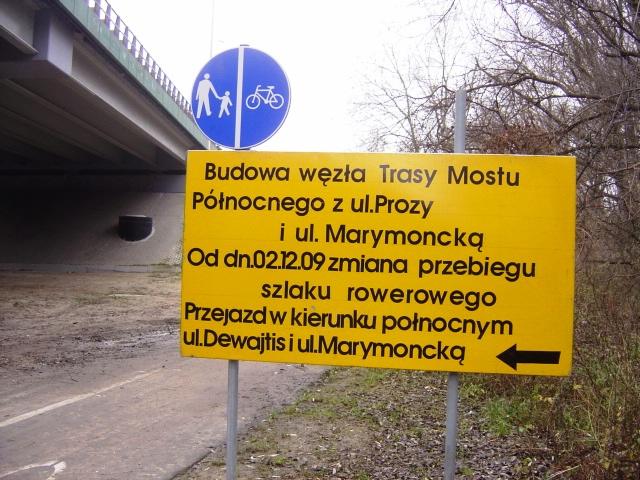 Budowa węzła Trasy Mostu
Północnego z ul.Prozy
i ul. Marymoncką
Od dn.02.12.09 zmiana przebiegu
szlaku rowerowego
Przejazd w kierunku północnym
ul.Dewajtis i ul.Marymoncką